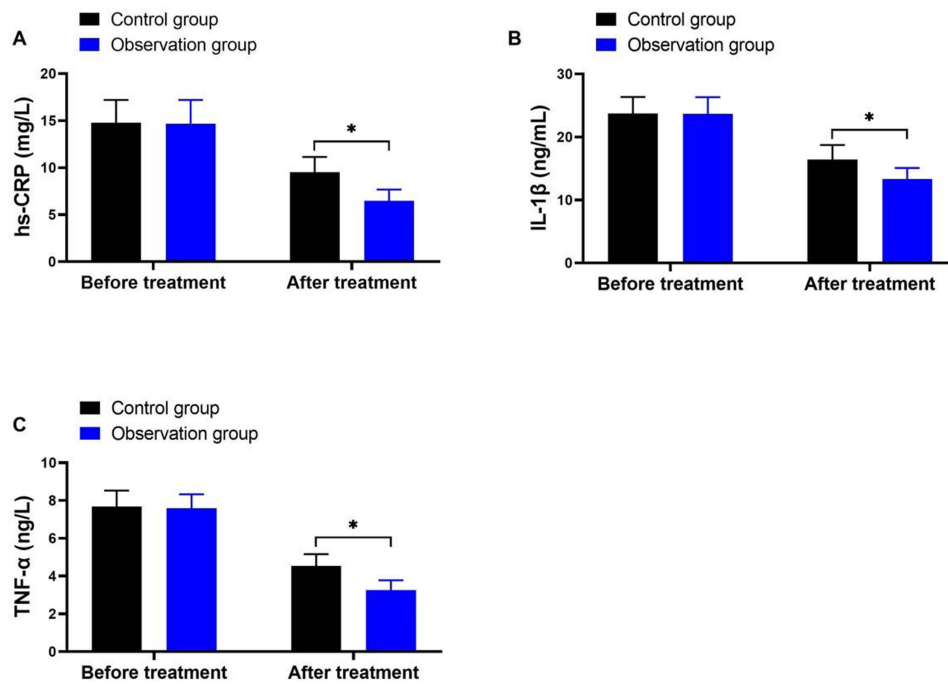 A
Control group
Observation group
hs-CRP (mg/L)
20
15
10
5
0
*
Before treatment
After treatment
B
Control group
Observation group
IL-1β (ng/mL)
30
20
10
0
*
Before treatment
After treatment
C
Control group
Observation group
TNF-α (ng/L)
10
8
6
4
2
0
*
Before treatment
After treatment